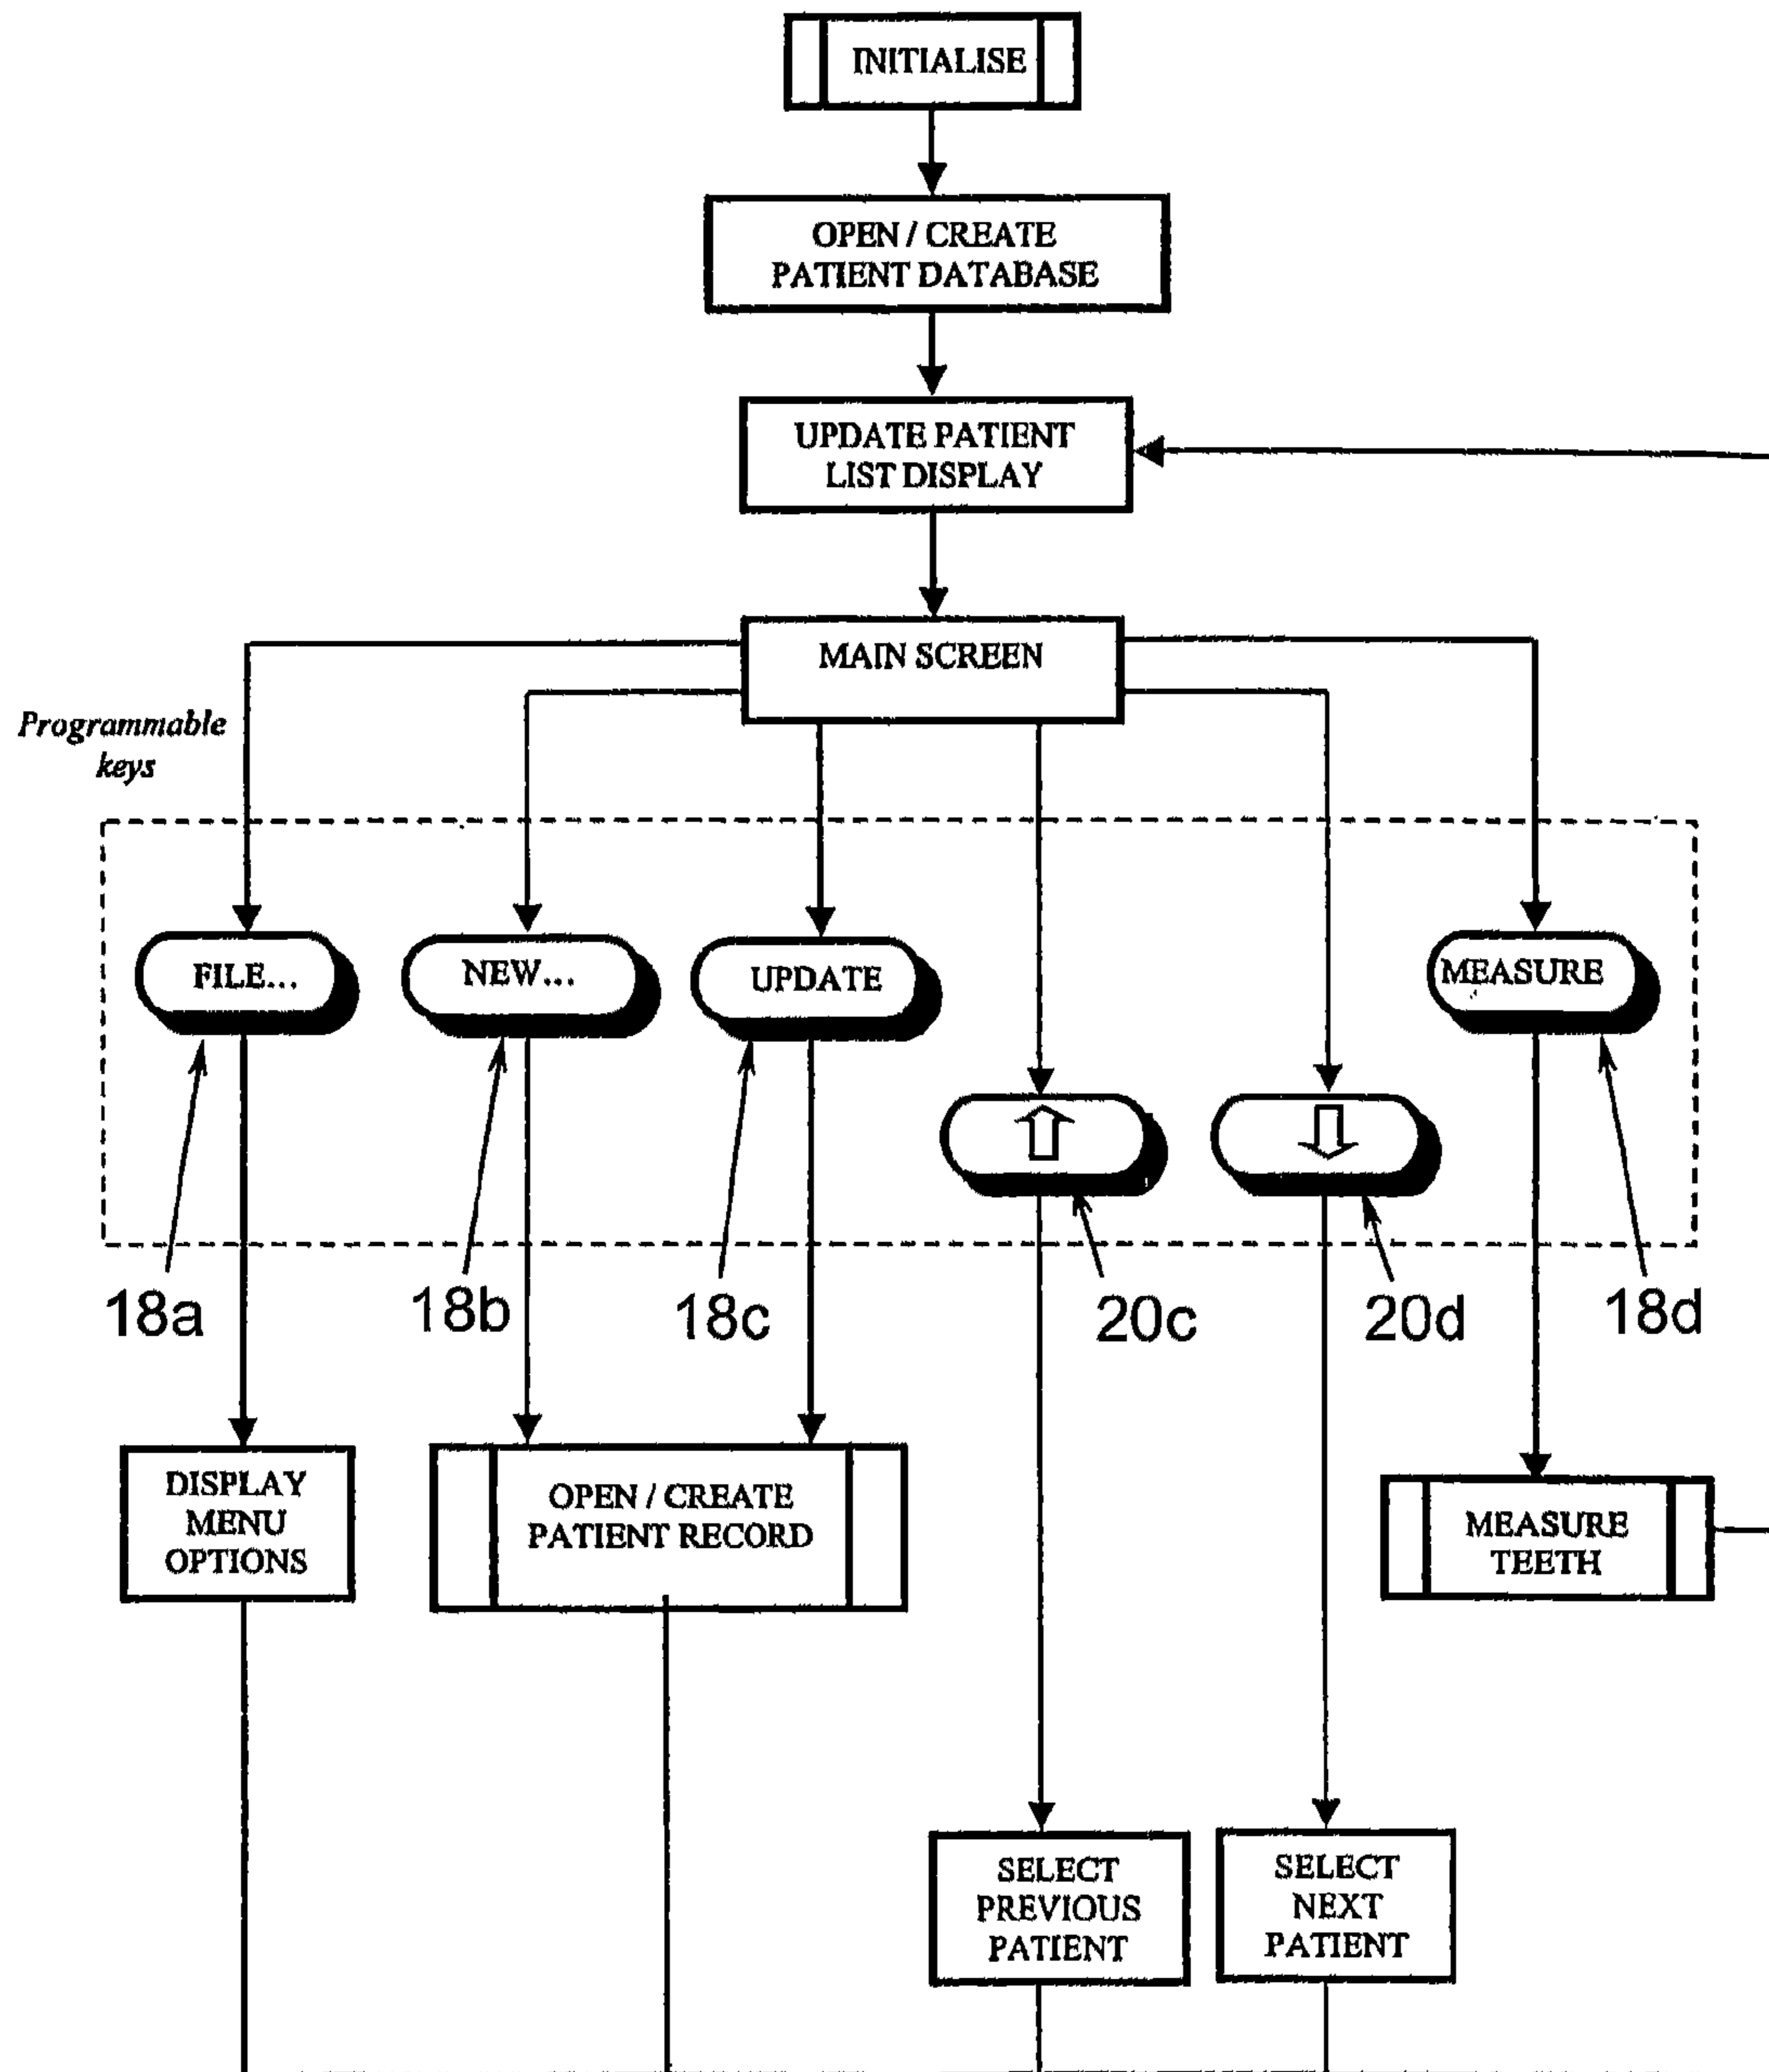 INITIALISE
OPEN / CREATE
PATIENT DATABASE
UPDATE PATIENT
LIST DISPLAY
MAIN SCREEN
Programmable
keys
FILE...
NEW...
UPDATE
MEASURE
18a
18b
18c
20c
20d
18d
DISPLAY
MENU
OPTIONS
OPEN / CREATE
PATIENT RECORD
MEASURE
TEETH
SELECT
PREVIOUS
PATIENT
SELECT
NEXT
PATIENT